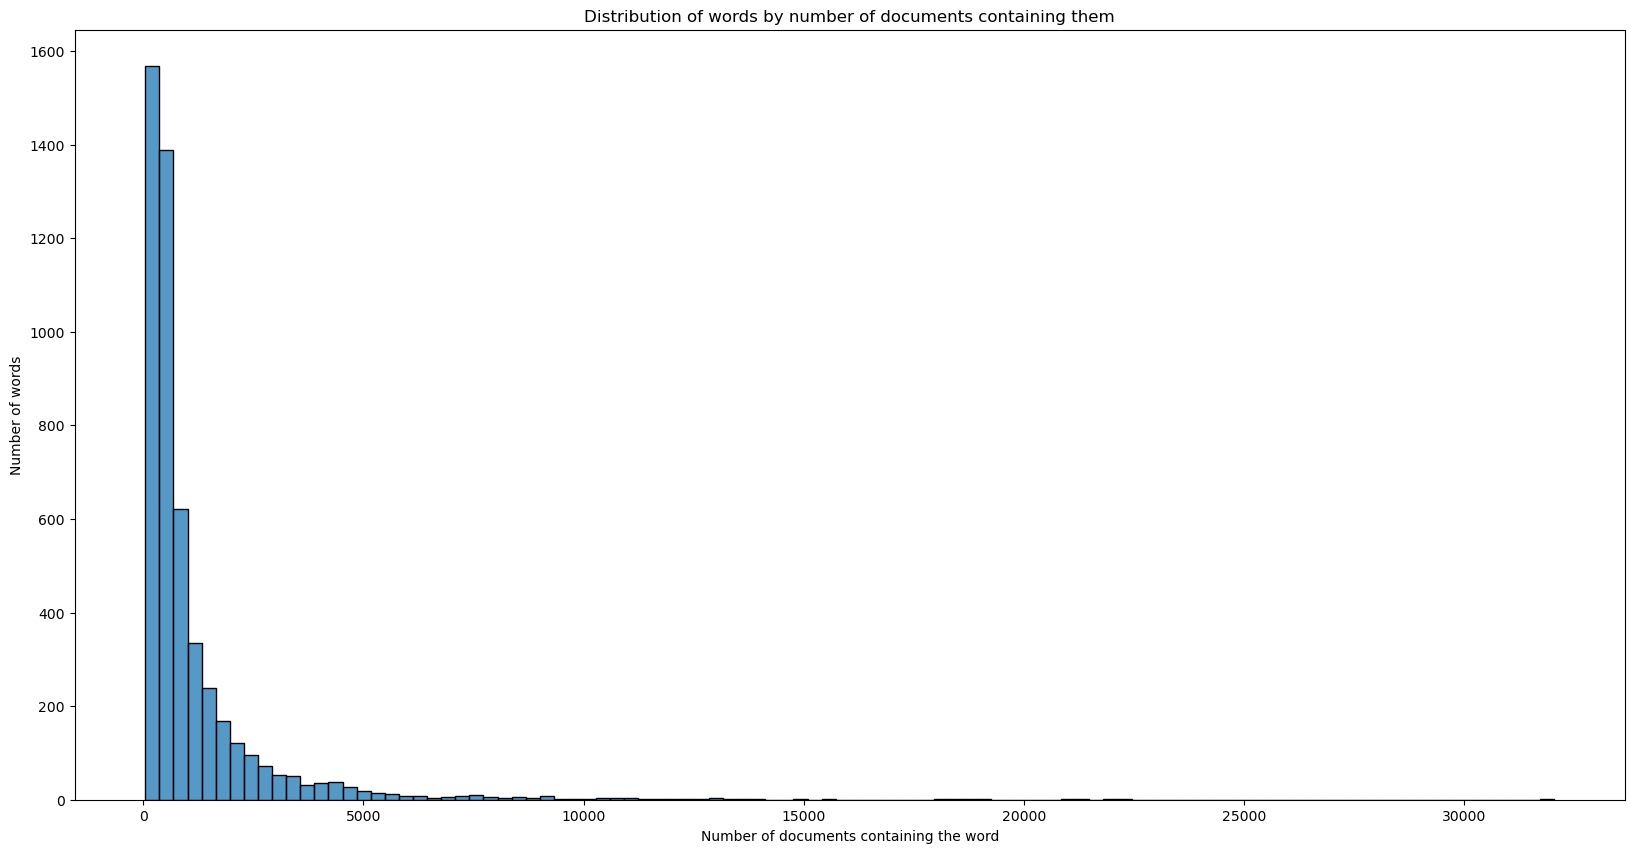 Distribution of words by number of documents containing them
1600
1400
1200
1000
800
600
400
200
0
Number of words
0 5000 10000 15000 20000 25000 30000
Number of documents containing the word